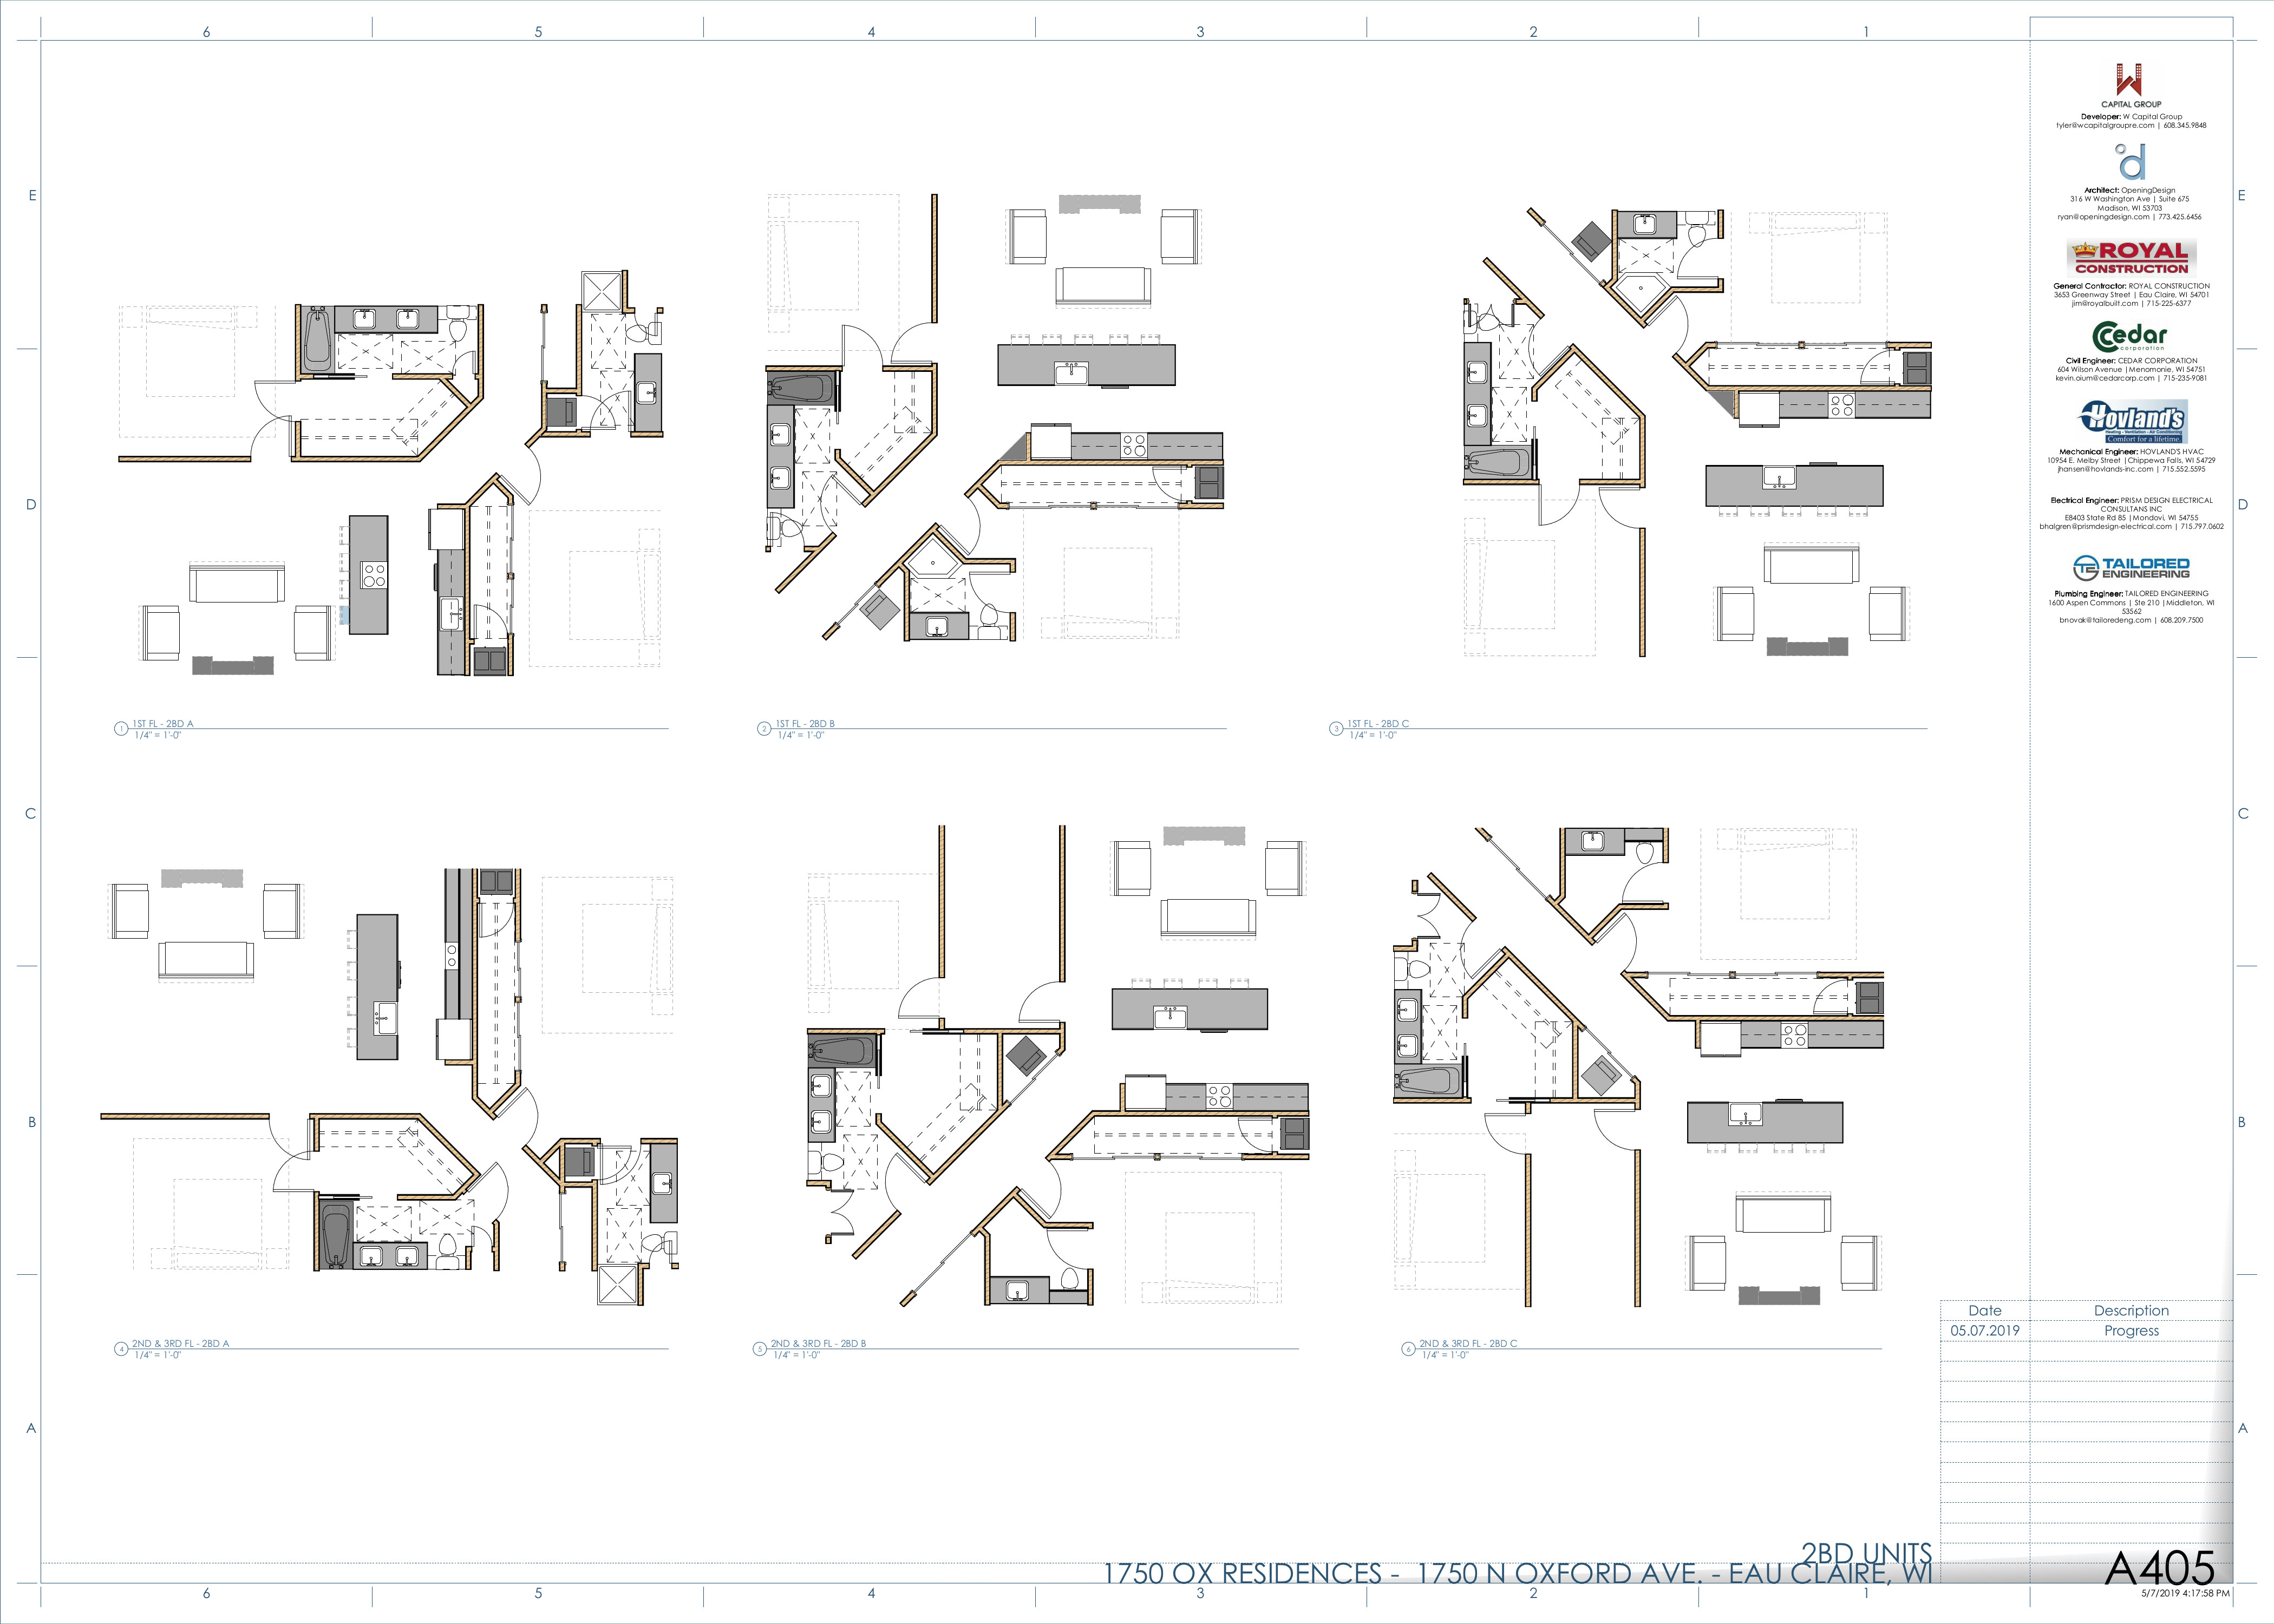 6 5 4 3 2 1
E
D
C
B
A
CAPITAL GROUP
Developer: W Capital Group
tyler@wcapitalgroupre.com | 608.345.9848
d
Architect: OpeningDesign
316 W Washington Ave | Suite 675
Madison, WI 53703
ryan@openingdesign.com | 773.425.6456
ROYAL
CONSTRUCTION
General Contractor: ROYAL CONSTRUCTION
3653 Greenway Street | Eau Claire, WI 54701
jim@royalbuilt.com | 715-225-6377
Cedar
corporation
Civil Engineer: CEDAR CORPORATION
604 Wilson Avenue |Menomonie, WI 54751
kevin.oium@cedarcorp.com | 715-235-9081
Hovland's
Heating - Ventilation - Air Conditioning
Comfort for a lifetime
Mechanical Engineer: HOVLAND'S HVAC
10954 E. Melby Street |Chippewa Falls, WI 54729
jhansen@hovlands-inc.com | 715.552.5595
Electrical Engineer: PRISM DESIGN ELECTRICAL
CONSULTANS INC
E8403 State Rd 85 |Mondovi, WI 54755
bhalgren@prismdesign-electrical.com | 715.797.0602
TE TAILORED
ENGINEERING
Plumbing Engineer: TAILORED ENGINEERING
1600 Aspen Commons | Ste 210 |Middleton, WI
53562
bnovak@tailoredeng.com | 608.209.7500
E
D
C
B
A
1 1ST FL - 2BD A
1/4" = 1'-0"
2 1ST FL - 2BD B
1/4" = 1'-0"
3 1ST FL - 2BD C
1/4" = 1'-0"
4 2ND & 3RD FL - 2BD A
1/4" = 1'-0"
5 2ND & 3RD FL - 2BD B
1/4" = 1'-0"
6 2ND & 3RD FL - 2BD C
1/4" = 1'-0"
Date Description
05.07.2019 Progress
2BD UNITS
1750 OX RESIDENCES - 1750 N OXFORD AVE. - EAU CLAIRE, WI
A405
5/7/2019 4:17:58 PM
6 5 4 3 2 1